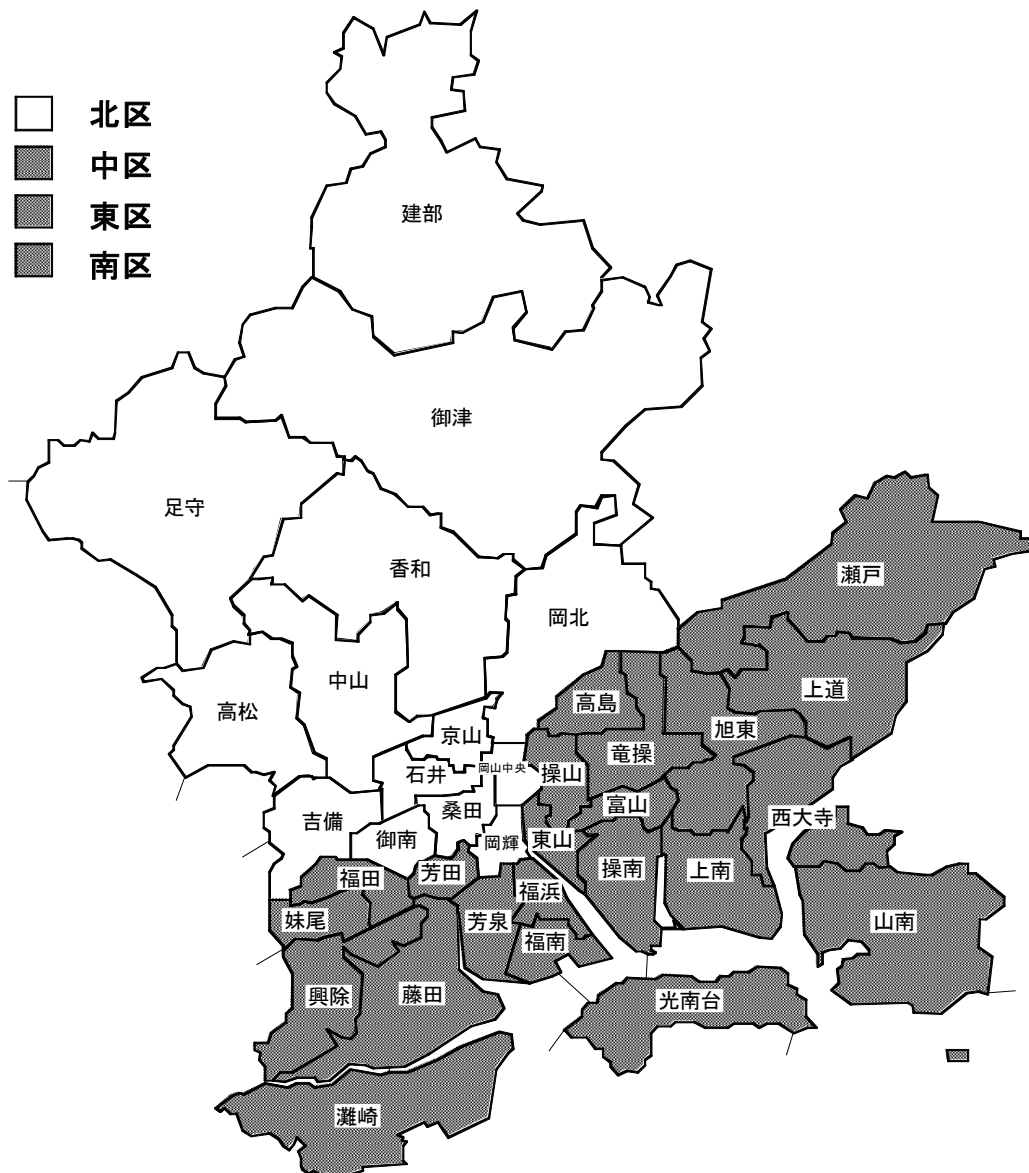 北区
中区
東区
南区
建部
御津
足守
香和
岡北
瀬戸
中山
高松
高島
上道
京山
旭東
竜操
石井
岡山中央
操山
桑田
富山
吉備
西大寺
御南
岡輝
東山
福田
芳田
操南
上南
福浜
妹尾
芳泉
山南
福南
興除
藤田
光南台
灘崎